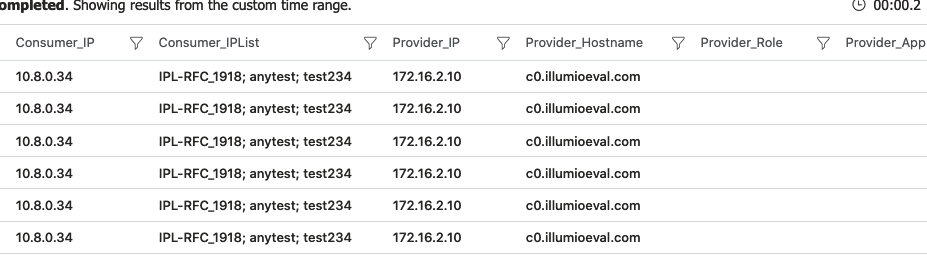 ompleted. Showing results from the custom time range. 00:00.2
Consumer_IP Consumer_IPList Provider_IP Provider_Hostname Provider_Role Provider_App
10.8.0.34 IPL-RFC_1918; anytest; test234 172.16.2.10 c0.illumioeval.com
10.8.0.34 IPL-RFC_1918; anytest; test234 172.16.2.10 c0.illumioeval.com
10.8.0.34 IPL-RFC_1918; anytest; test234 172.16.2.10 c0.illumioeval.com
10.8.0.34 IPL-RFC_1918; anytest; test234 172.16.2.10 c0.illumioeval.com
10.8.0.34 IPL-RFC_1918; anytest; test234 172.16.2.10 c0.illumioeval.com
10.8.0.34 IPL-RFC_1918; anytest; test234 172.16.2.10 c0.illumioeval.com